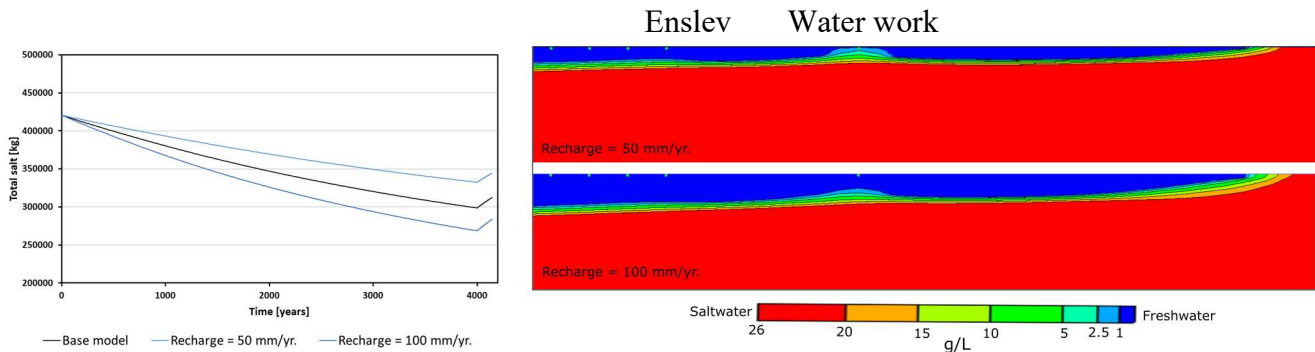 Enslev Water work
500000
450000
400000
350000
300000
250000
200000
Total salt [kg]
0 1000 2000 3000 4000
Time [years]
Base model Recharge = 50 mm/yr. Recharge = 100 mm/yr.
Recharge = 50 mm/yr.
Recharge = 100 mm/yr.
Saltwater Freshwater
26 20 15 10 5 2.5 1
g/L